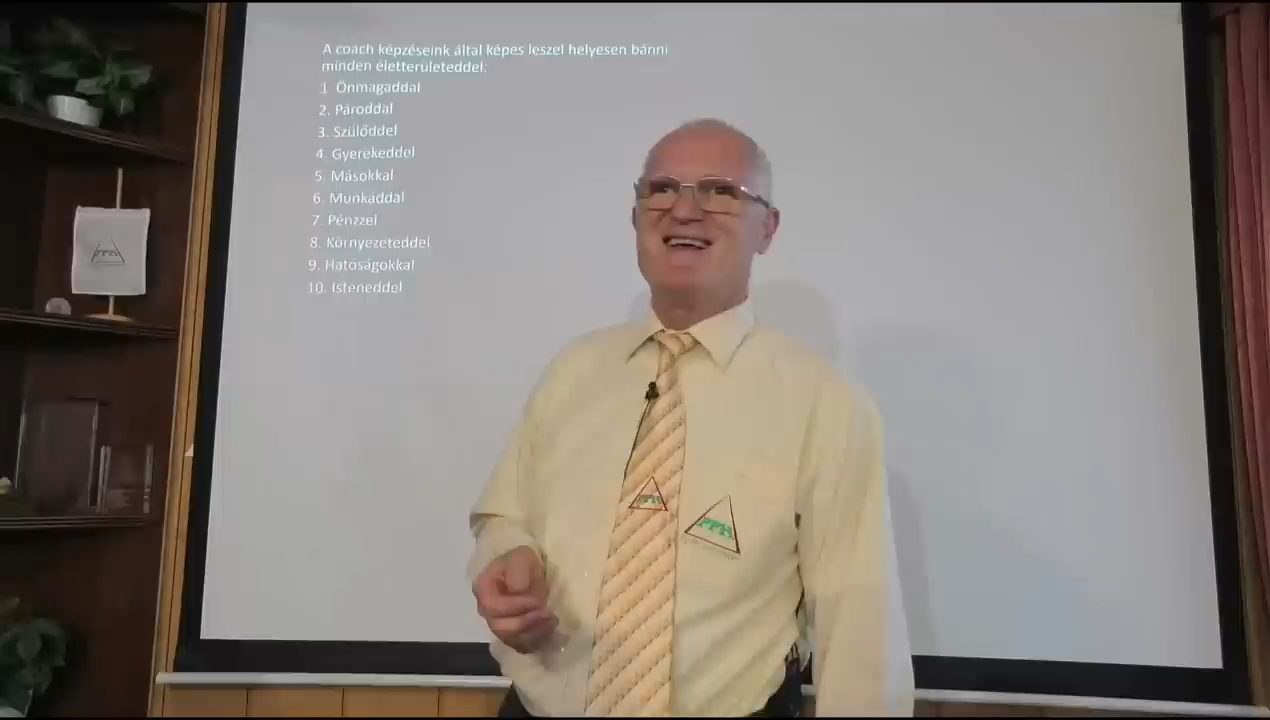 A coach képzéseink által képes leszel helyesen bánni
minden életterületeddel:
1 Önmagaddal
2. Pároddal
3. Szülőddel
4. Gyerekeddel
5. Másokkal
6. Munkáddal
7. Pénzzel
8. Környezeteddel
9. Hatóságokkal
10. Isteneddel